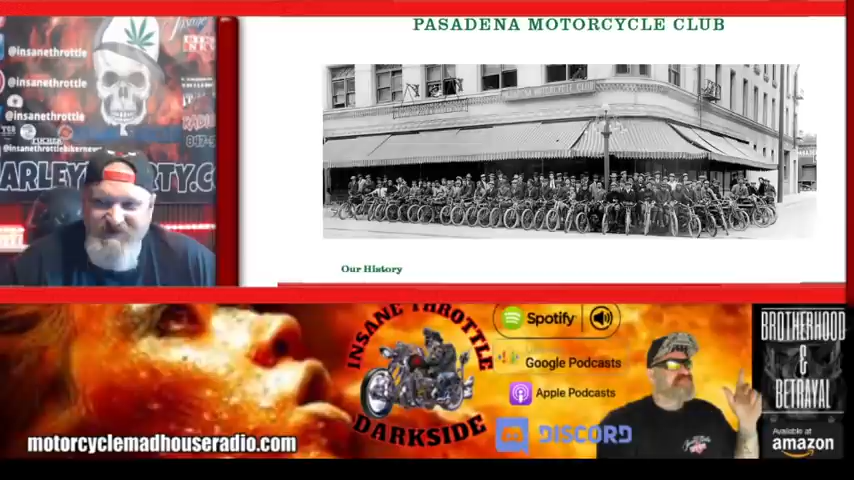 PASADENA MOTORCYCLE CLUB
@insanethrottle
@insanethrottle
@insanethrottle
Our History
INSANE THROTTLE
DARKSIDE
Spotify
Google Podcasts
Apple Podcasts
DISCORD
motorcyclemadhouseradio.com
BROTHERHOOD
&
BETRAYAL
Available at
amazon